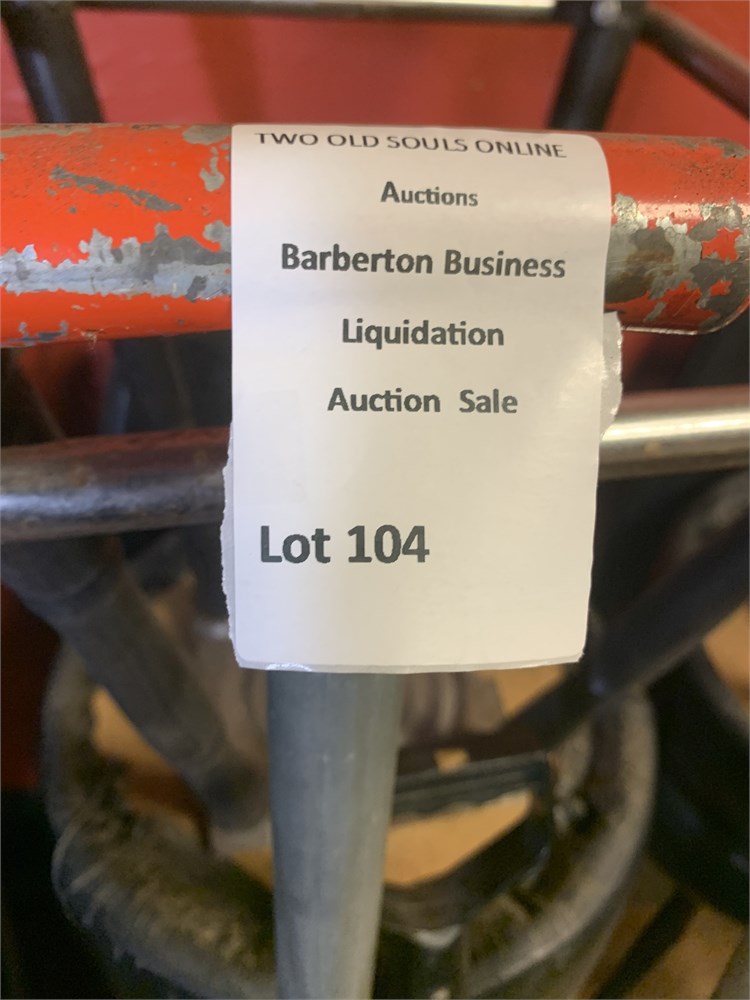 TWO OLD SOULS ONLINE
Auctions
Barberton Business
Liquidation
Auction Sale
Lot 104